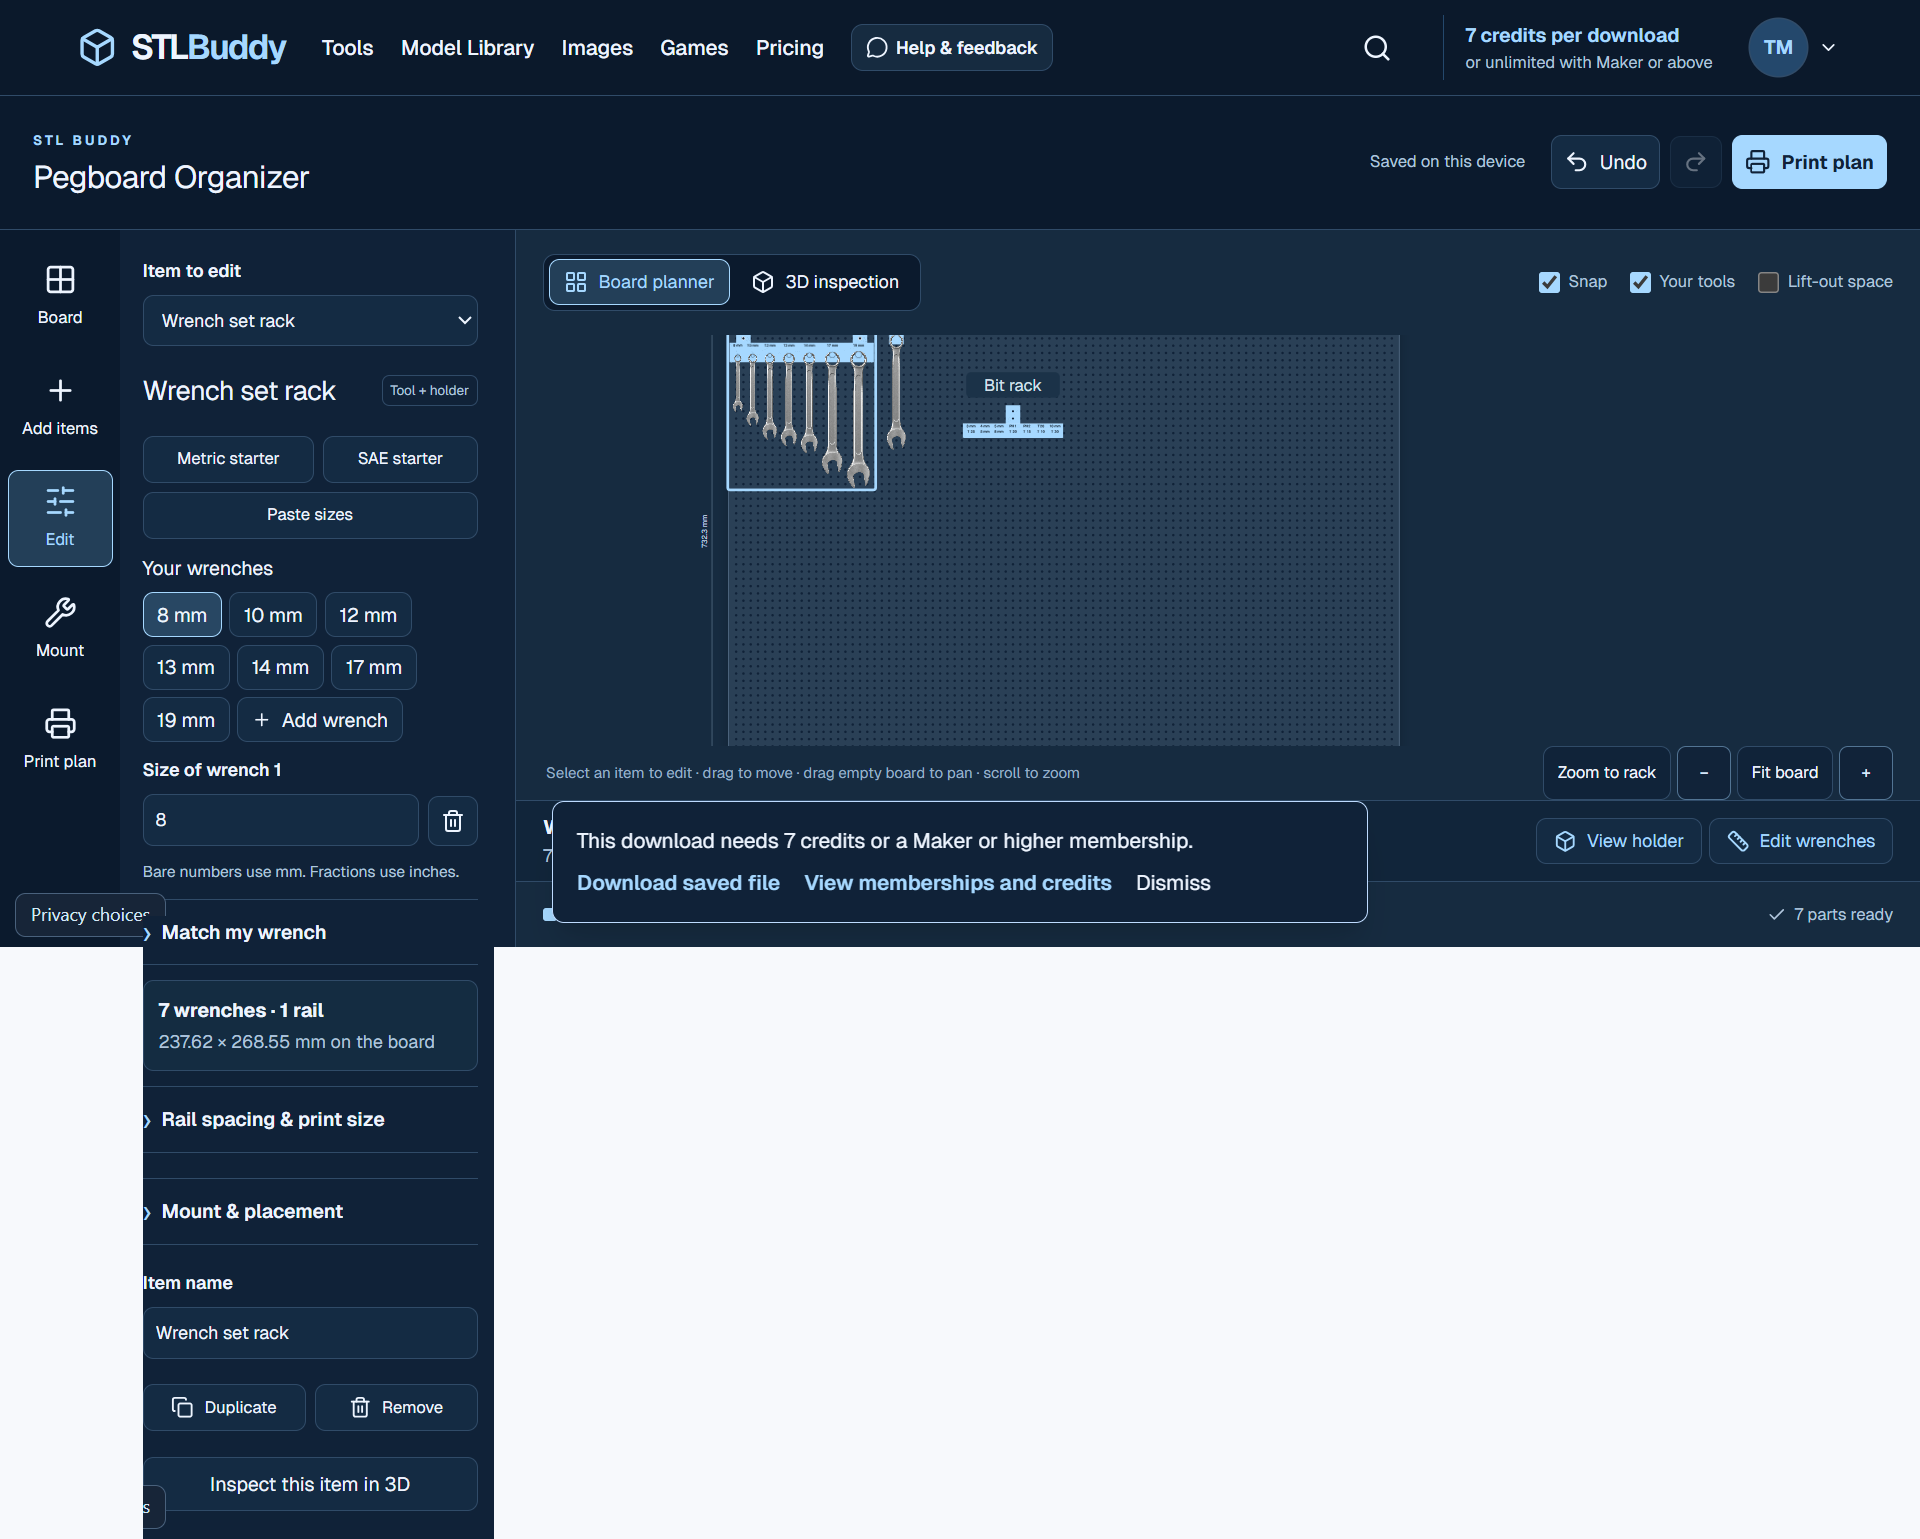 STLBuddy
Tools
Model Library
Images
Games
Pricing
Help & feedback
7 credits per download
or unlimited with Maker or above
TM
STL BUDDY
Pegboard Organizer
Saved on this device
Undo
Print plan
Board
Add items
Edit
Mount
Print plan
Item to edit
Wrench set rack
Wrench set rack
Tool + holder
Metric starter
SAE starter
Paste sizes
Your wrenches
8 mm
10 mm
12 mm
13 mm
14 mm
17 mm
19 mm
+ Add wrench
Size of wrench 1
8
Bare numbers use mm. Fractions use inches.
Privacy choices
Match my wrench
7 wrenches · 1 rail
237.62 × 268.55 mm on the board
Rail spacing & print size
Mount & placement
Item name
Wrench set rack
Duplicate
Remove
Inspect this item in 3D
s
Board planner
3D inspection
Snap
Your tools
Lift-out space
Bit rack
732.3 mm
Select an item to edit · drag to move · drag empty board to pan · scroll to zoom
Zoom to rack
−
Fit board
+
7
This download needs 7 credits or a Maker or higher membership.
Download saved file
View memberships and credits
Dismiss
View holder
Edit wrenches
7 parts ready